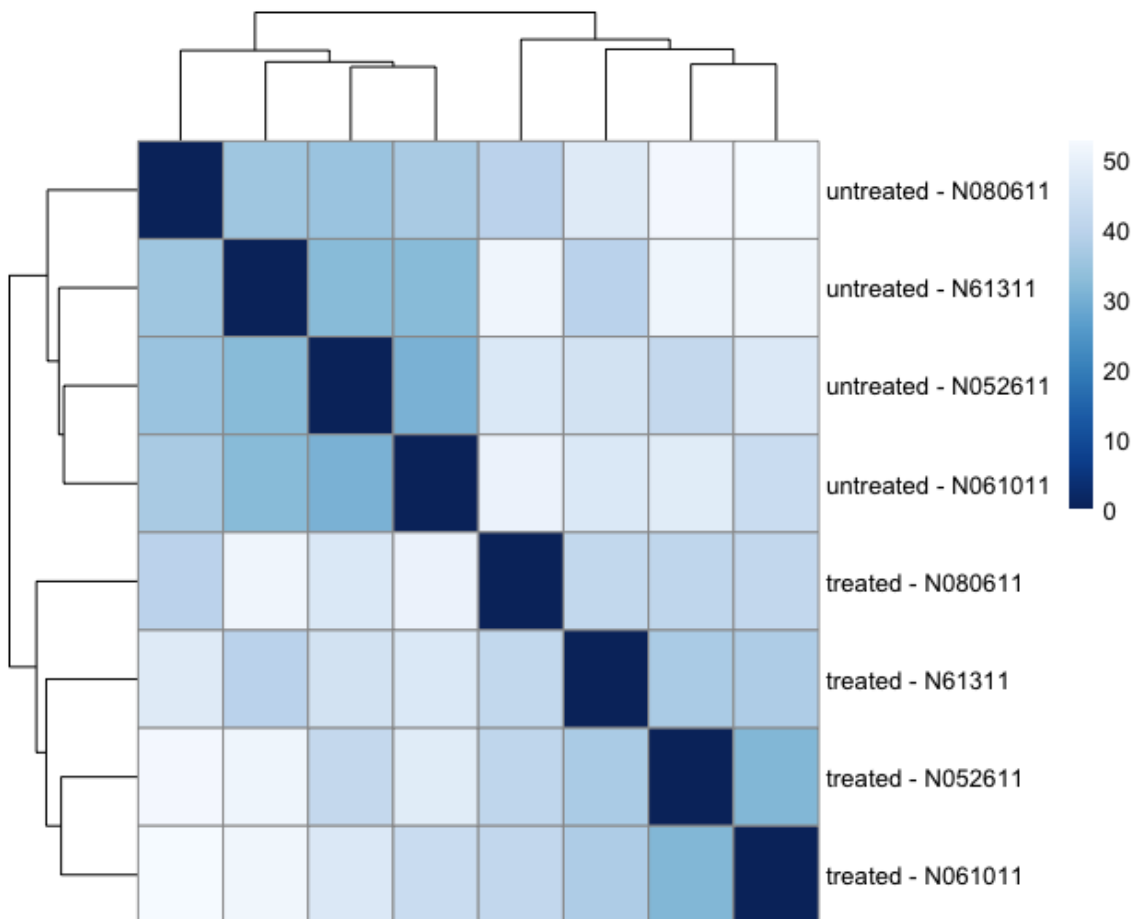 untreated - N080611
untreated - N61311
untreated - N052611
untreated - N061011
treated - N080611
treated - N61311
treated - N052611
treated - N061011
50
40
30
20
10
0